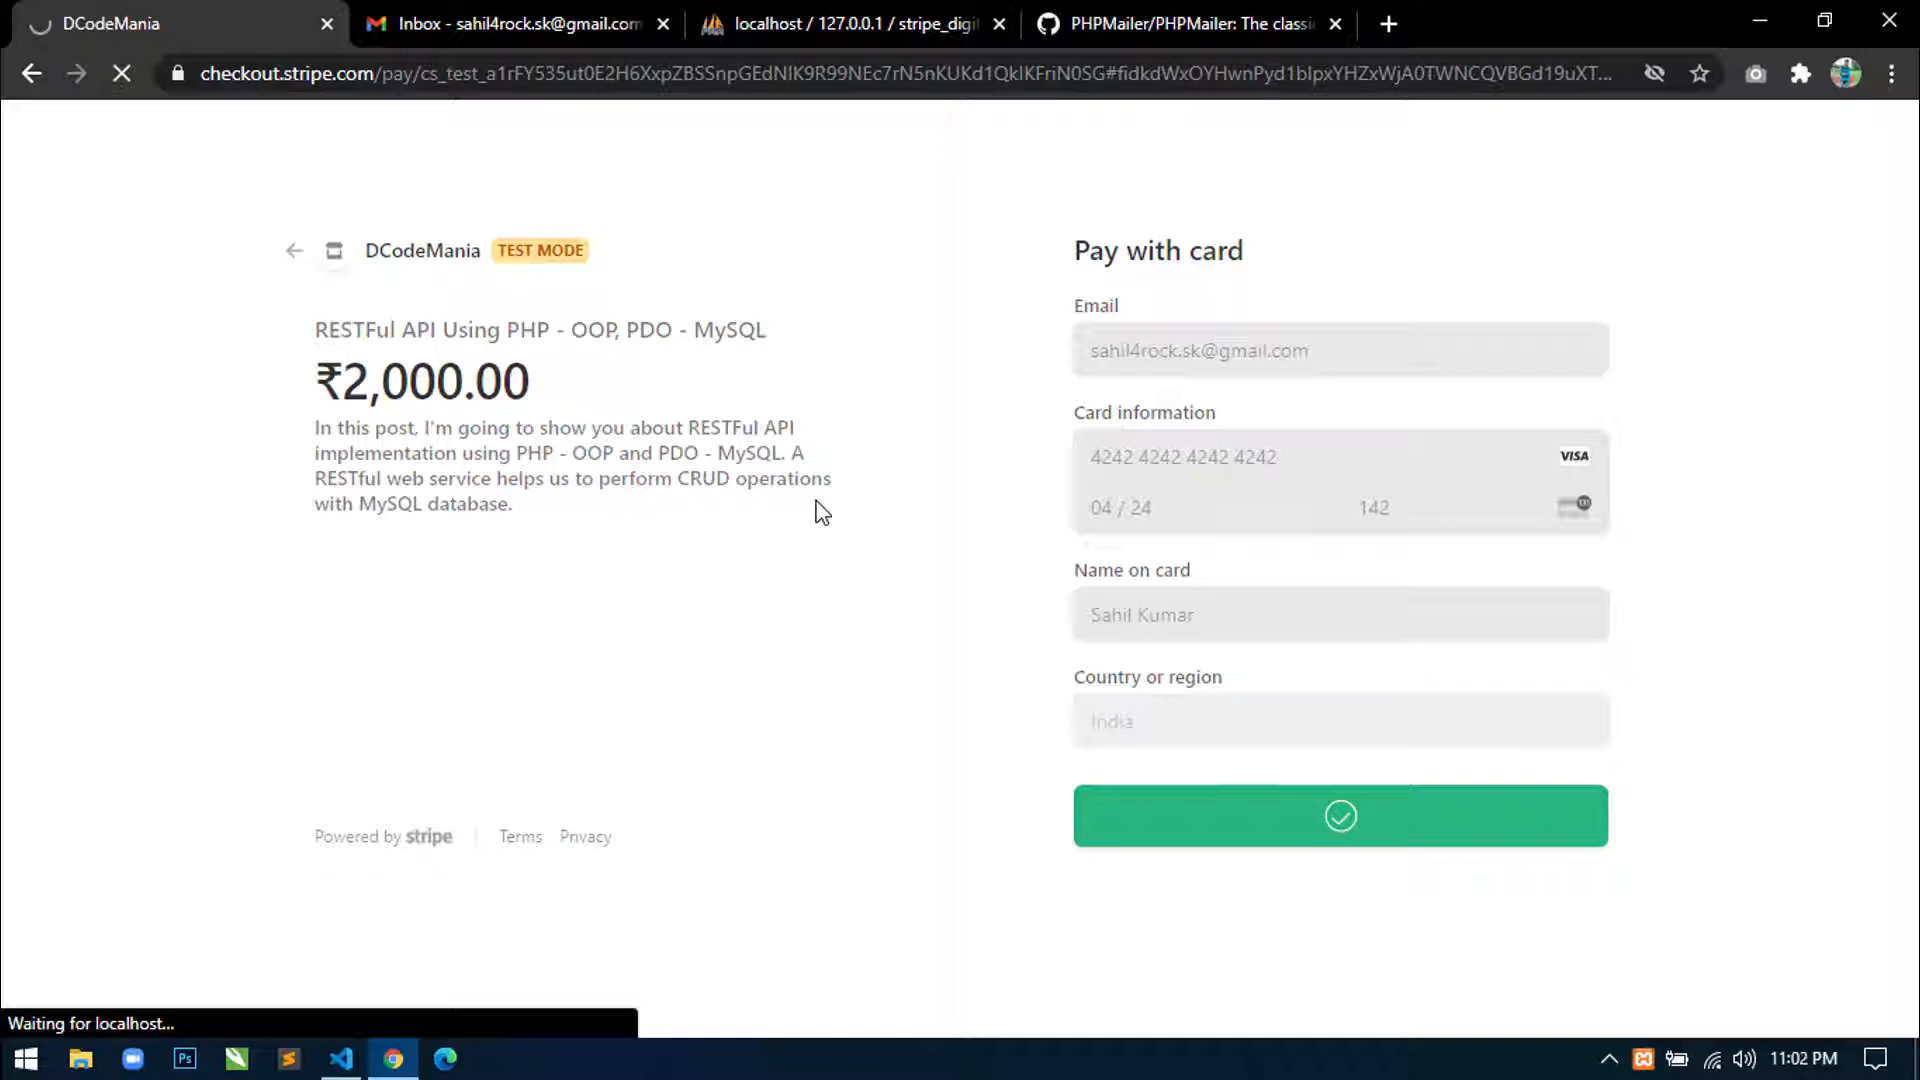 DCodeMania
Inbox - sahil4rock.sk@gmail.com
localhost / 127.0.0.1 / stripe_digi
PHPMailer/PHPMailer: The classi
checkout.stripe.com/pay/cs_test_a1rFY535ut0E2H6XxpZBSSnpGEdNIK9R99NEc7rN5nKUKd1QkIKFriN0SG#fidkdWxOYHwnPyd1blpxYHZxWjA0TWNCQVBGd19uXT...
DCodeMania TEST MODE
RESTFul API Using PHP - OOP, PDO - MySQL
₹2,000.00
In this post, I'm going to show you about RESTFul API
implementation using PHP - OOP and PDO - MySQL. A
RESTful web service helps us to perform CRUD operations
with MySQL database.
Powered by stripe
Terms
Privacy
Pay with card
Email
sahil4rock.sk@gmail.com
Card information
4242 4242 4242 4242
VISA
04 / 24
142
Name on card
Sahil Kumar
Country or region
India
Waiting for localhost...
Ps
11:02 PM